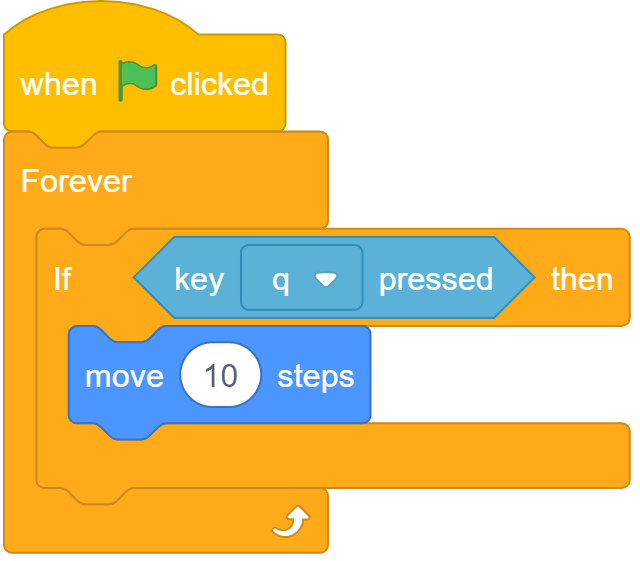 when clicked
Forever
If key q pressed then
move 10 steps